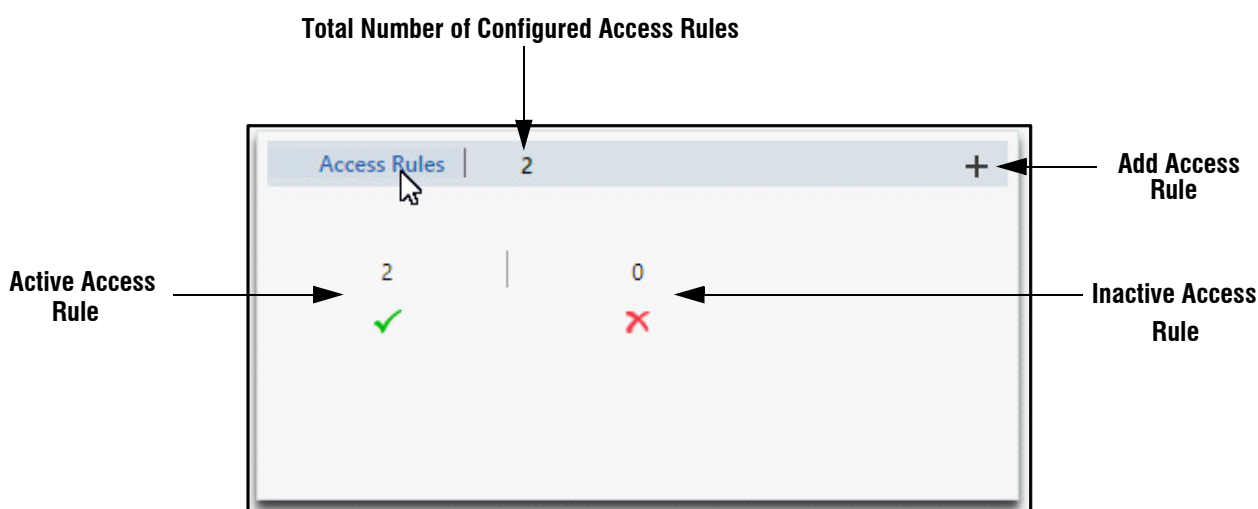 Total Number of Configured Access Rules
Access Rules
2
+
Add Access
Rule
2
0
Active Access
Rule
Inactive Access
Rule